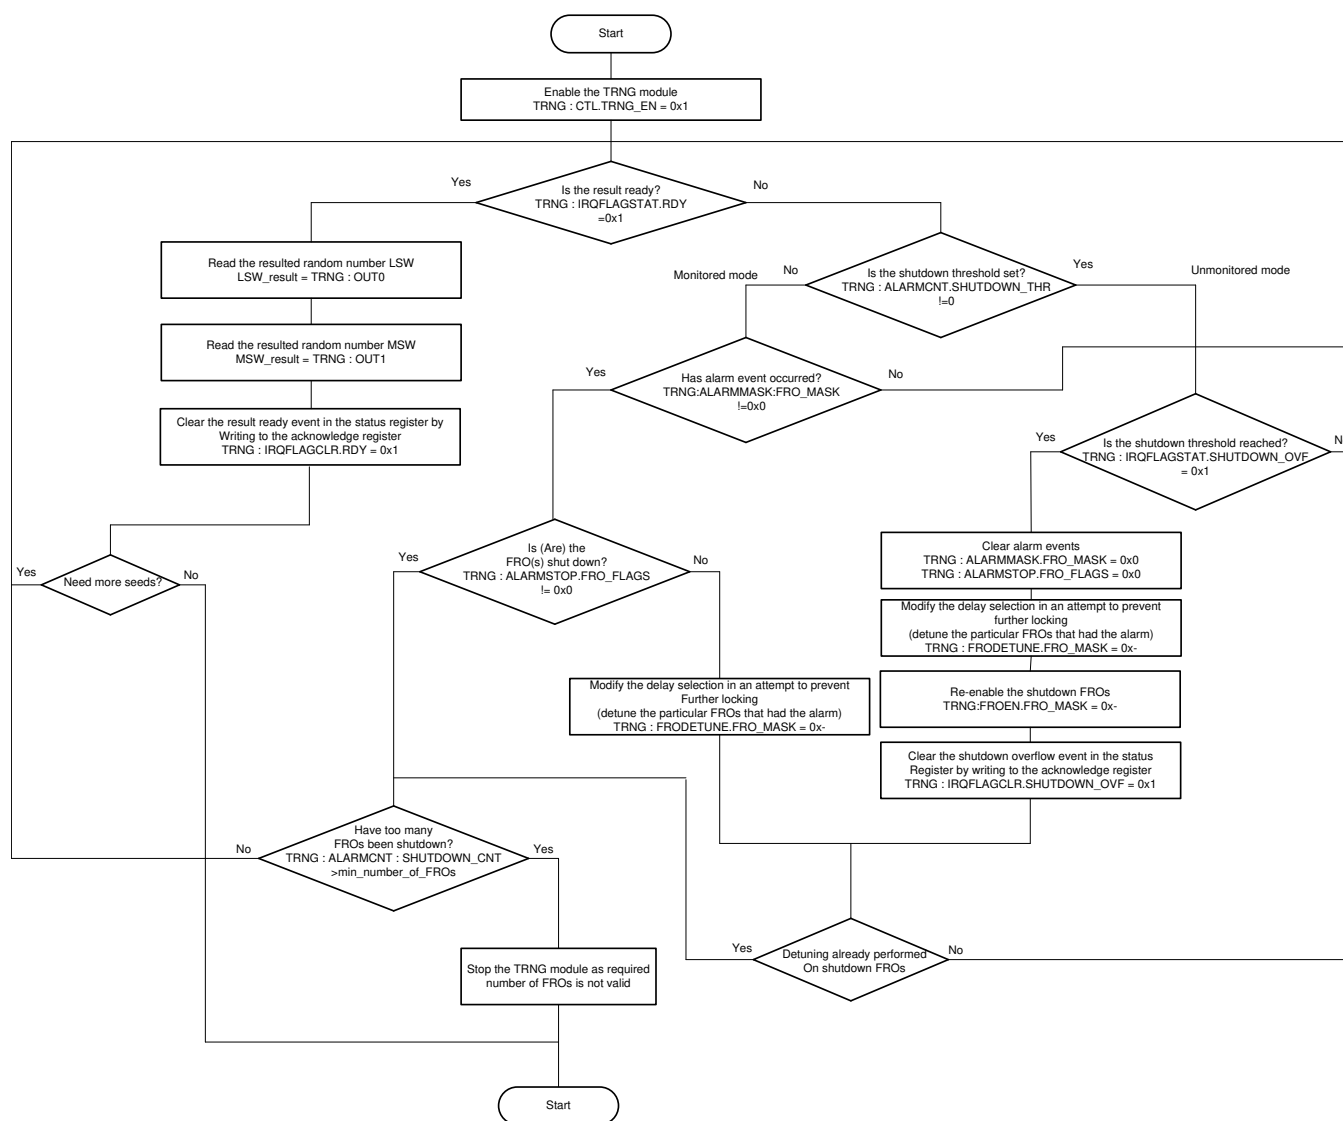 Start
Enable the TRNG module
TRNG : CTL.TRNG_EN = 0x1
Yes
No
Is the result ready?
TRNG : IRQFLAGSTAT.RDY
=0x1
Read the resulted random number LSW
LSW_result = TRNG : OUT0
Monitored mode
No
Is the shutdown threshold set?
TRNG : ALARMCNT.SHUTDOWN_THR
!=0
Yes
Unmonitored mode
Read the resulted random number MSW
MSW_result = TRNG : OUT1
Yes
Has alarm event occurred?
TRNG:ALARMMASK:FRO_MASK
!=0x0
No
Clear the result ready event in the status register by
Writing to the acknowledge register
TRNG : IRQFLAGCLR.RDY = 0x1
Yes
Is the shutdown threshold reached?
TRNG : IRQFLAGSTAT.SHUTDOWN_OVF
= 0x1
Yes
Need more seeds?
No
Yes
Is (Are) the
FRO(s) shut down?
TRNG : ALARMSTOP.FRO_FLAGS
!= 0x0
No
Clear alarm events
TRNG : ALARMMASK.FRO_MASK = 0x0
TRNG : ALARMSTOP.FRO_FLAGS = 0x0
Modify the delay selection in an attempt to prevent
further locking
(detune the particular FROs that had the alarm)
TRNG : FRODETUNE.FRO_MASK = 0x-
Modify the delay selection in an attempt to prevent
Further locking
(detune the particular FROs that had the alarm)
TRNG : FRODETUNE.FRO_MASK = 0x-
Re-enable the shutdown FROs
TRNG:FROEN.FRO_MASK = 0x-
Clear the shutdown overflow event in the status
Register by writing to the acknowledge register
TRNG : IRQFLAGCLR.SHUTDOWN_OVF = 0x1
No
Have too many
FROs been shutdown?
TRNG : ALARMCNT : SHUTDOWN_CNT
>min_number_of_FROs
Yes
Stop the TRNG module as required
number of FROs is not valid
Yes
Detuning already performed
On shutdown FROs
No
Start